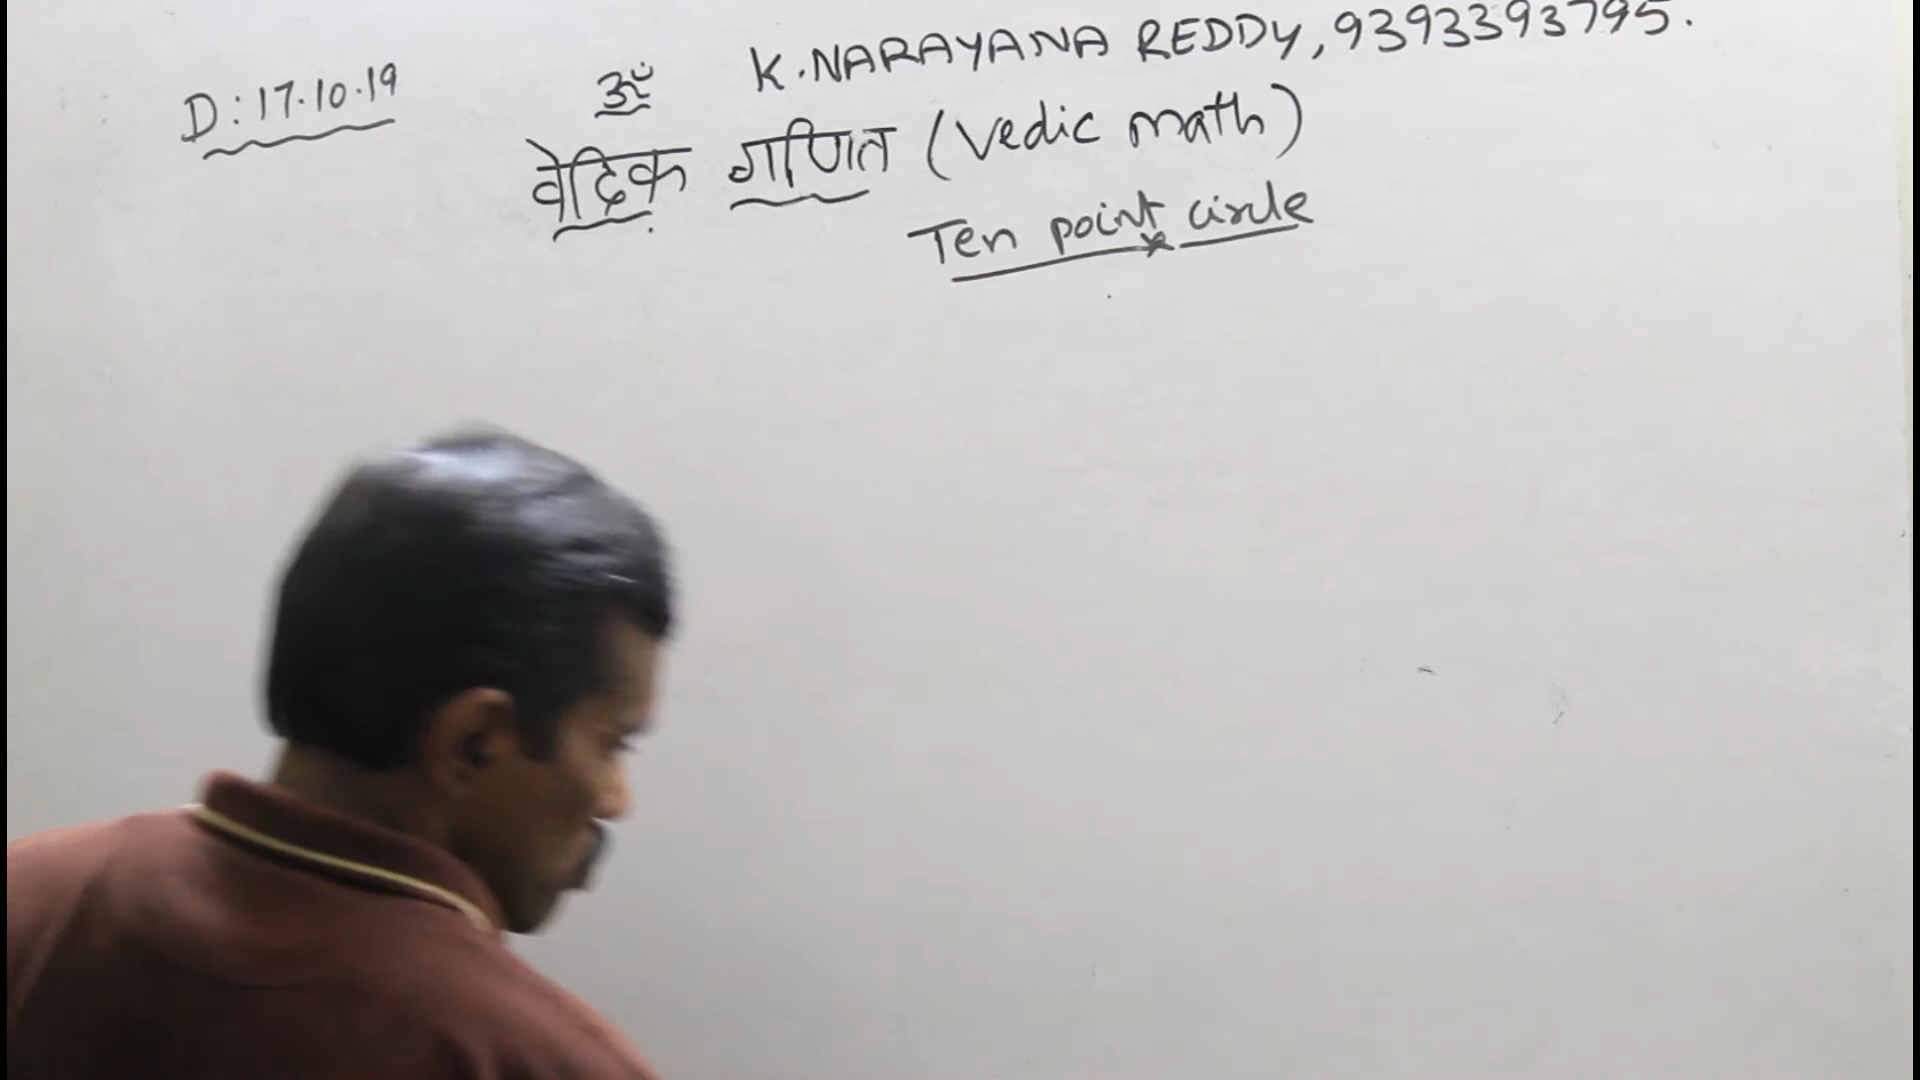 K.NARAYANA REDDY, 9393393795.
D:17.10.19
ॐ
वेदिक गणित (Vedic math)
Ten point circle